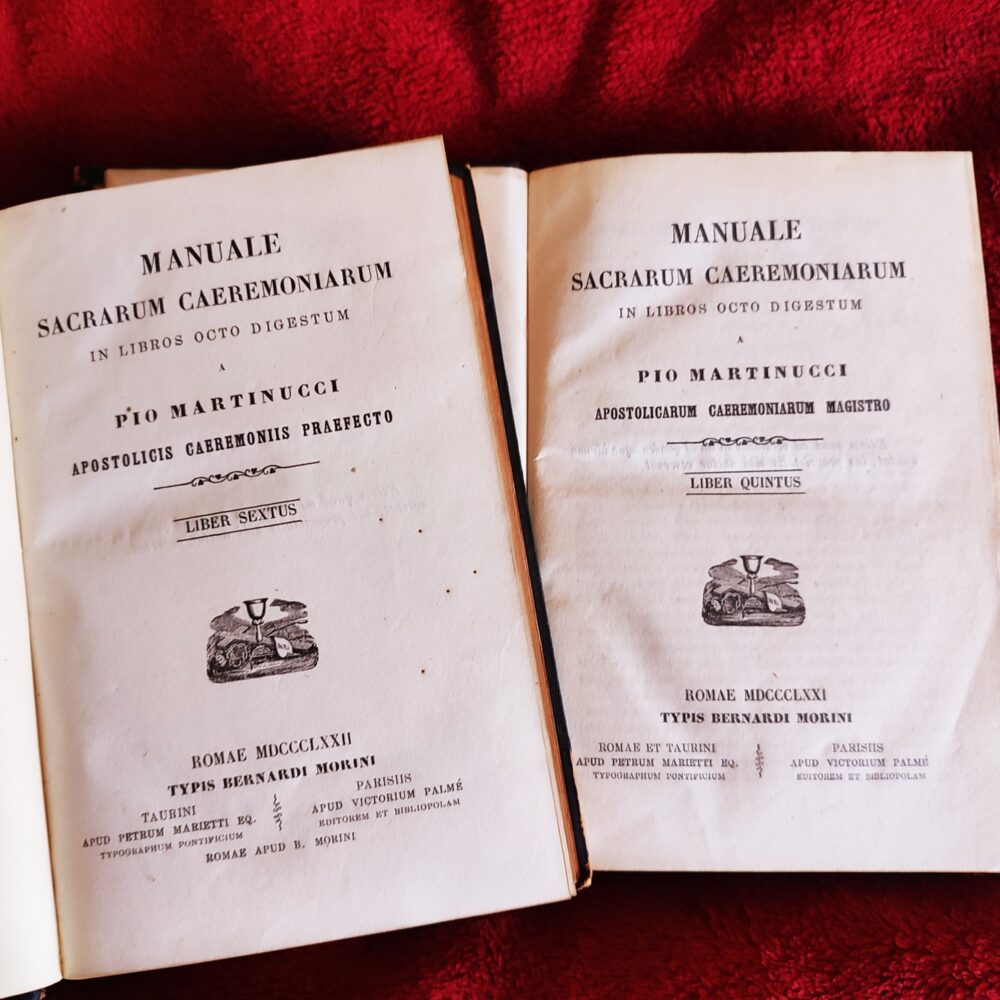 MANUALE
SACRARUM CAEREMONIARUM
IN LIBROS OCTO DIGESTUM
A
PIO MARTINUCCI
APOSTOLICIS CAEREMONIIS PRAEFECTO
LIBER SEXTUS
ROMAE MDCCCLXXII
TYPIS BERNARDI MORINI
TAURINI
APUD PETRUM MARIETTI EQ.
TYPOGRAPHUM PONTIFICIUM
PARISIIS
APUD VICTORIUM PALMÉ
EDITOREM ET BIBLIOPOLAM
ROMAE APUD B. MORINI
MANUALE
SACRARUM CAEREMONIARUM
IN LIBROS OCTO DIGESTUM
A
PIO MARTINUCCI
APOSTOLICARUM CAEREMONIARUM MAGISTRO
LIBER QUINTUS
ROMAE MDCCCLXXI
TYPIS BERNARDI MORINI
ROMAE ET TAURINI
APUD PETRUM MARIETTI EQ.
TYPOGRAPHUM PONTIFICIUM
PARISIIS
APUD VICTORIUM PALMÉ
EDITOREM ET BIBLIOPOLAM